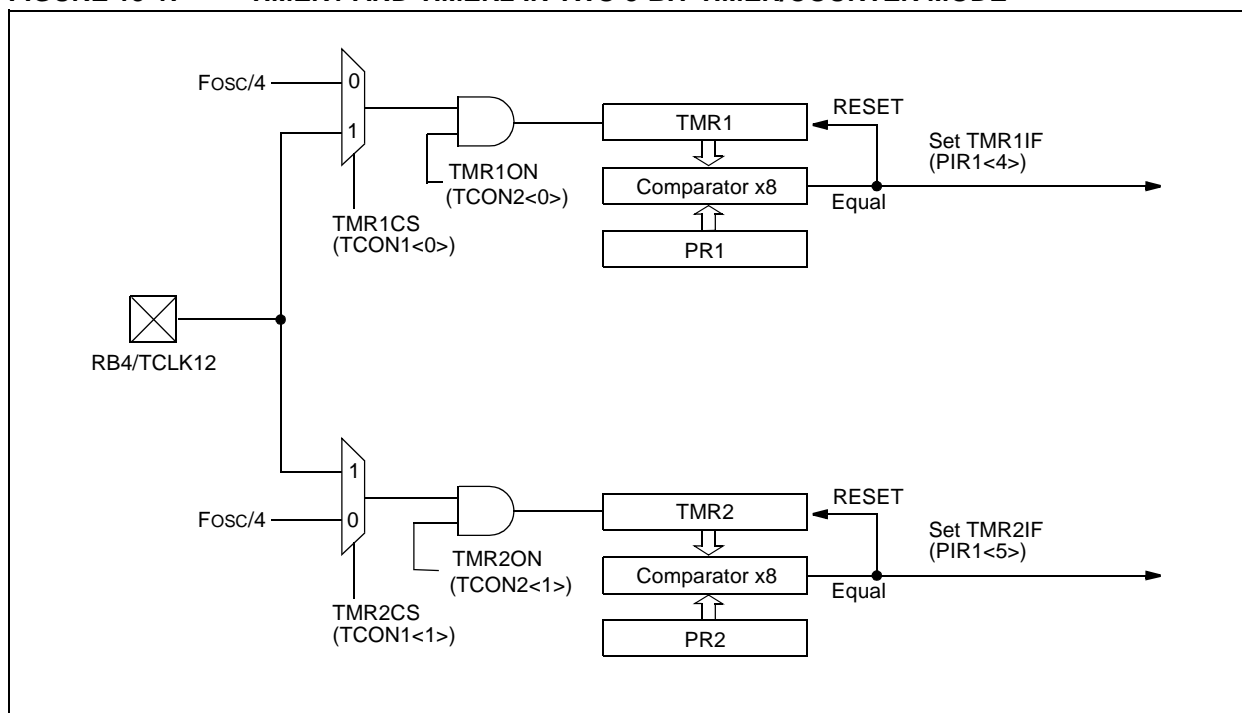 Fosc/4
0
1
TMR1CS
(TCON1<0>)
TMR1ON
(TCON2<0>)
TMR1
Comparator x8
PR1
RESET
Equal
Set TMR1IF
(PIR1<4>)
RB4/TCLK12
1
0
Fosc/4
TMR2CS
(TCON1<1>)
TMR2ON
(TCON2<1>)
TMR2
Comparator x8
PR2
RESET
Equal
Set TMR2IF
(PIR1<5>)